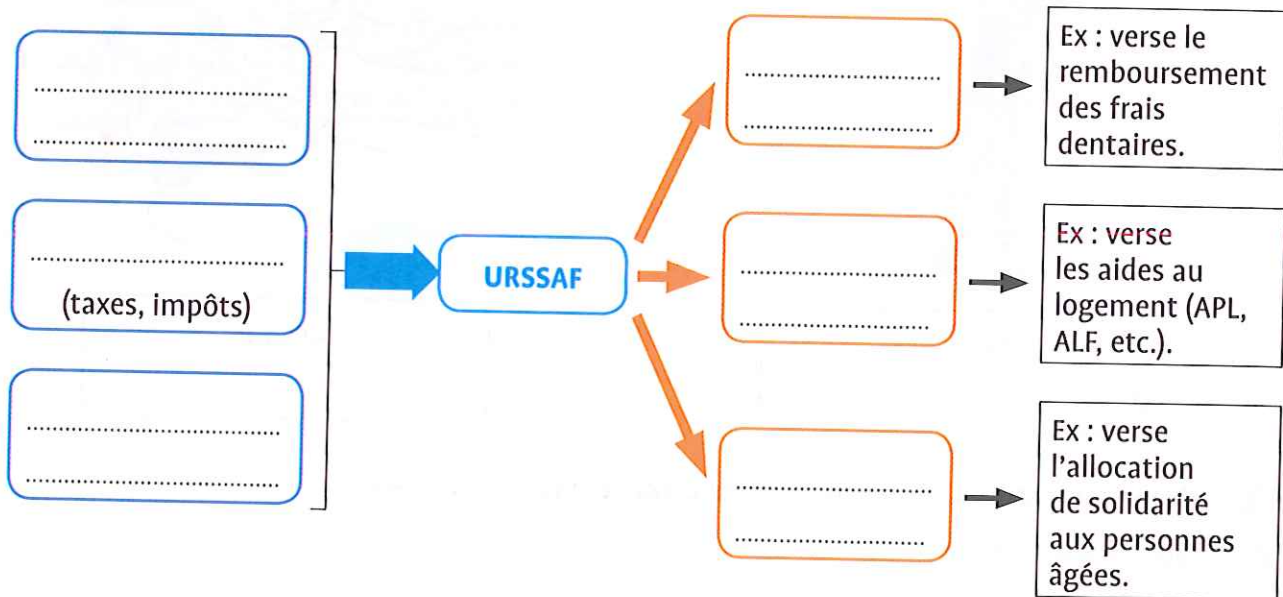 (taxes, impôts)
URSSAF
Ex : verse le
remboursement
des frais
dentaires.
Ex : verse
les aides au
logement (APL,
ALF, etc.).
Ex : verse
l'allocation
de solidarité
aux personnes
âgées.